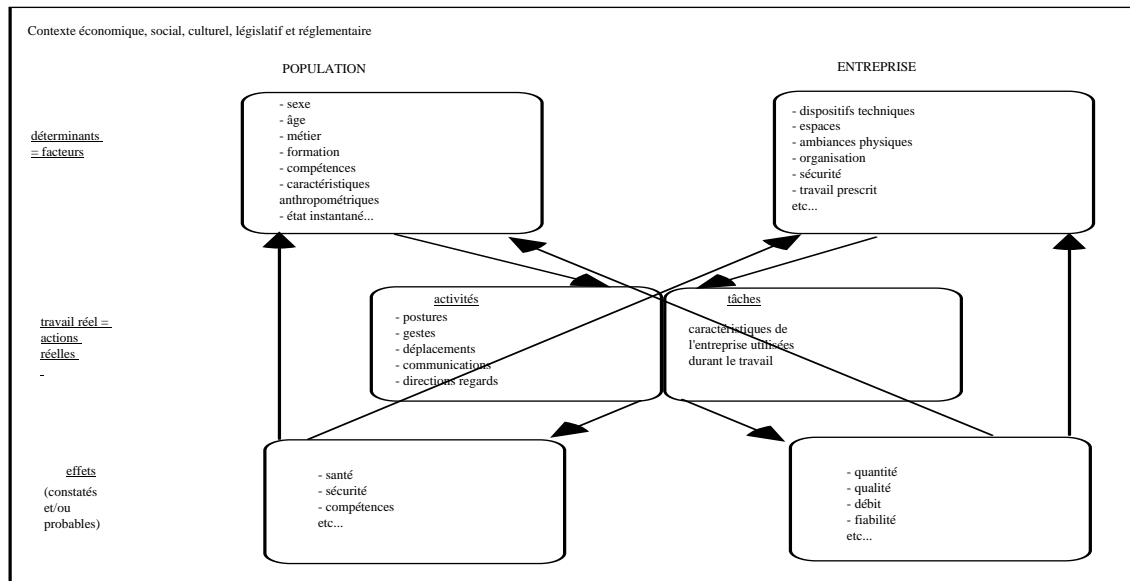 Contexte économique, social, culturel, législatif et réglementaire
POPULATION
ENTREPRISE
déterminants
= facteurs
- sexe
- âge
- métier
- formation
- compétences
- caractéristiques
anthropométriques
- état instantané...
- dispositifs techniques
- espaces
- ambiances physiques
- organisation
- sécurité
- travail prescrit
etc...
travail réel =
actions
réelles
activités
- postures
- gestes
- déplacements
- communications
- directions regards
tâches
caractéristiques de
l'entreprise utilisées
durant le travail
effets
(constatés
et/ou
probables)
- santé
- sécurité
- compétences
etc...
- quantité
- qualité
- débit
- fiabilité
etc...